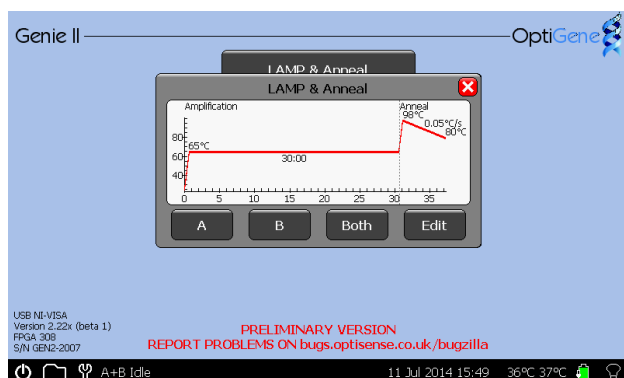 Genie II
OptiGene
LAMP & Anneal
LAMP & Anneal
Amplification
Anneal
98°C
0.05°C/s
80°C
80
65°C
60
30:00
40
0 5 10 15 20 25 30 35
A B Both Edit
USB NI-VISA
Version 2.22x (beta 1)
FPGA 308
S/N GEN2-2007
PRELIMINARY VERSION
REPORT PROBLEMS ON bugs.optisense.co.uk/bugzilla
A+B Idle
11 Jul 2014 15:49
36°C 37°C